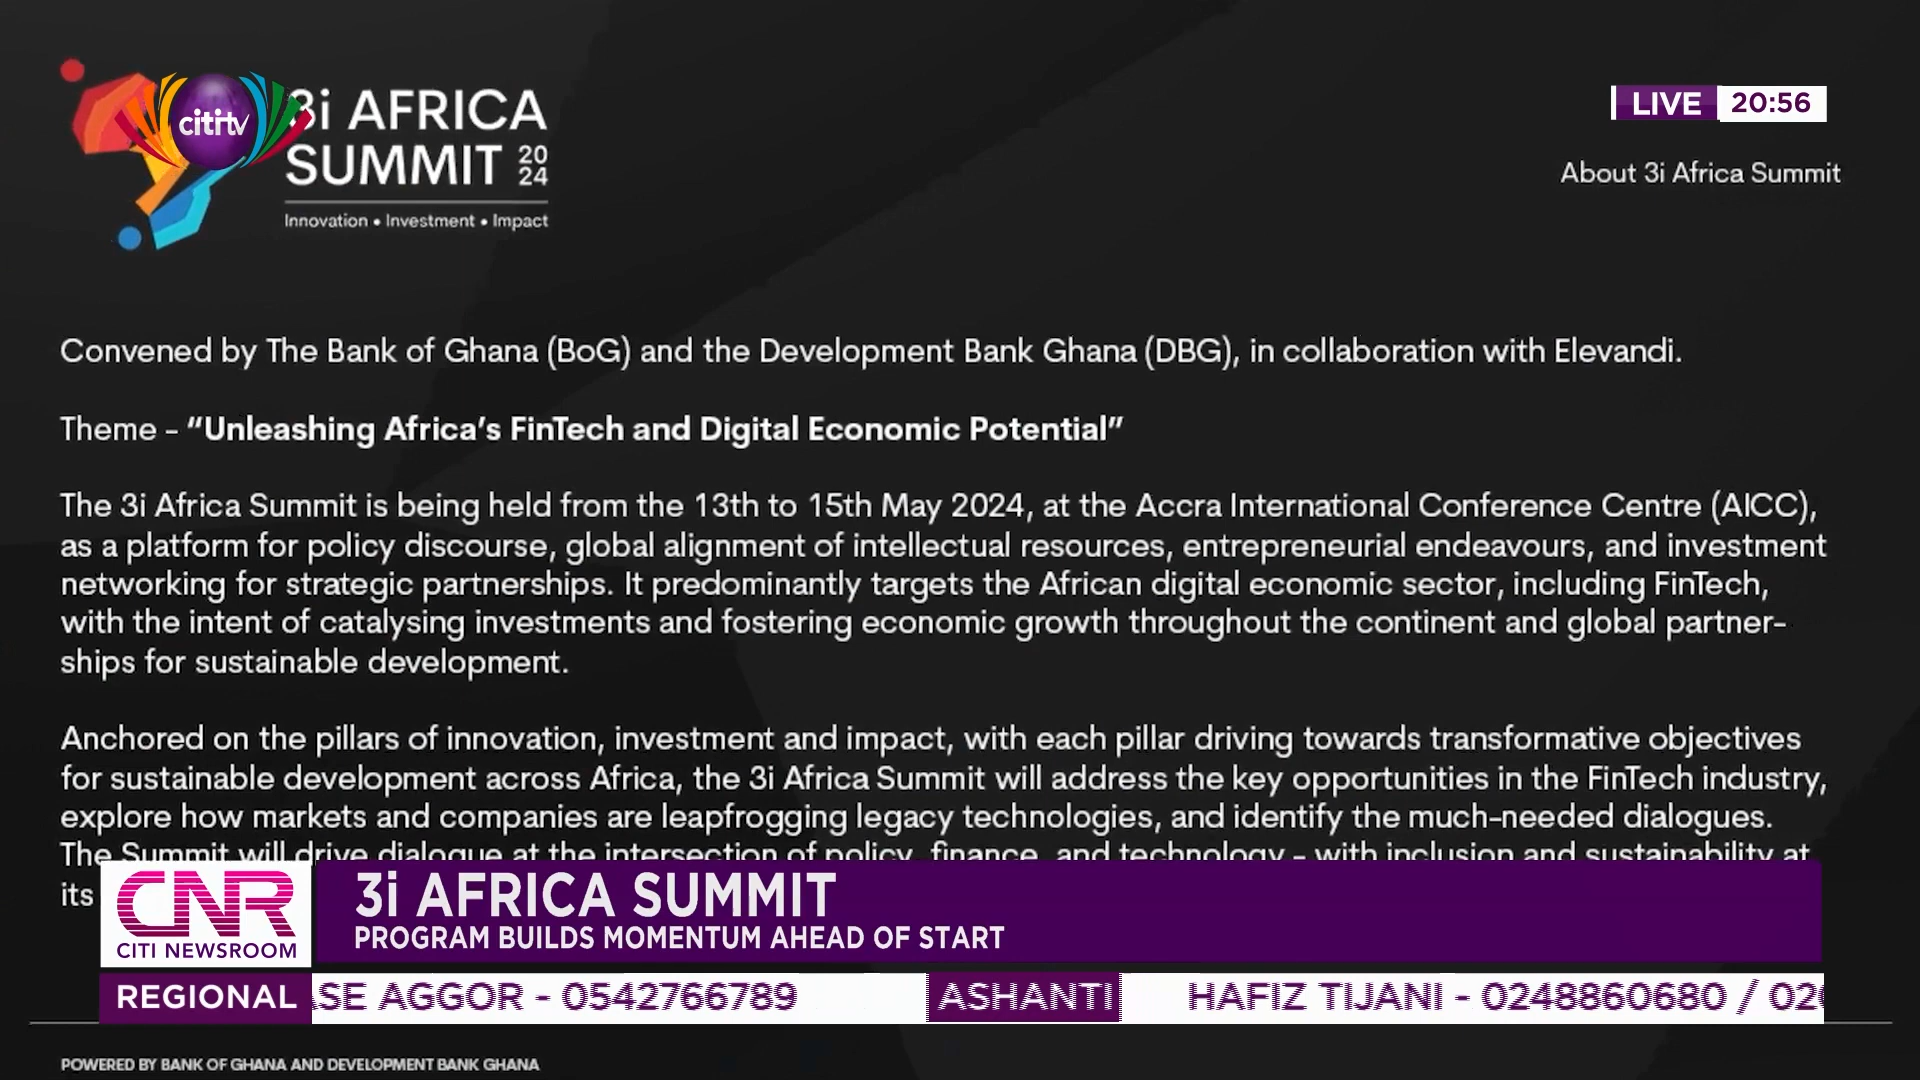 cititv
3i AFRICA
SUMMIT 2024
Innovation • Investment • Impact
LIVE 20:56
About 3i Africa Summit
Convened by The Bank of Ghana (BoG) and the Development Bank Ghana (DBG), in collaboration with Elevandi.
Theme - “Unleashing Africa’s FinTech and Digital Economic Potential”
The 3i Africa Summit is being held from the 13th to 15th May 2024, at the Accra International Conference Centre (AICC),
as a platform for policy discourse, global alignment of intellectual resources, entrepreneurial endeavours, and investment
networking for strategic partnerships. It predominantly targets the African digital economic sector, including FinTech,
with the intent of catalysing investments and fostering economic growth throughout the continent and global partner-
ships for sustainable development.
Anchored on the pillars of innovation, investment and impact, with each pillar driving towards transformative objectives
for sustainable development across Africa, the 3i Africa Summit will address the key opportunities in the FinTech industry,
explore how markets and companies are leapfrogging legacy technologies, and identify the much-needed dialogues.
The Summit will drive dialogue at the intersection of policy, finance, and technology - with inclusion and sustainability at
its
CNR
CITI NEWSROOM
3i AFRICA SUMMIT
PROGRAM BUILDS MOMENTUM AHEAD OF START
REGIONAL SE AGGOR - 0542766789 ASHANTI HAFIZ TIJANI - 0248860680 / 02
POWERED BY BANK OF GHANA AND DEVELOPMENT BANK GHANA